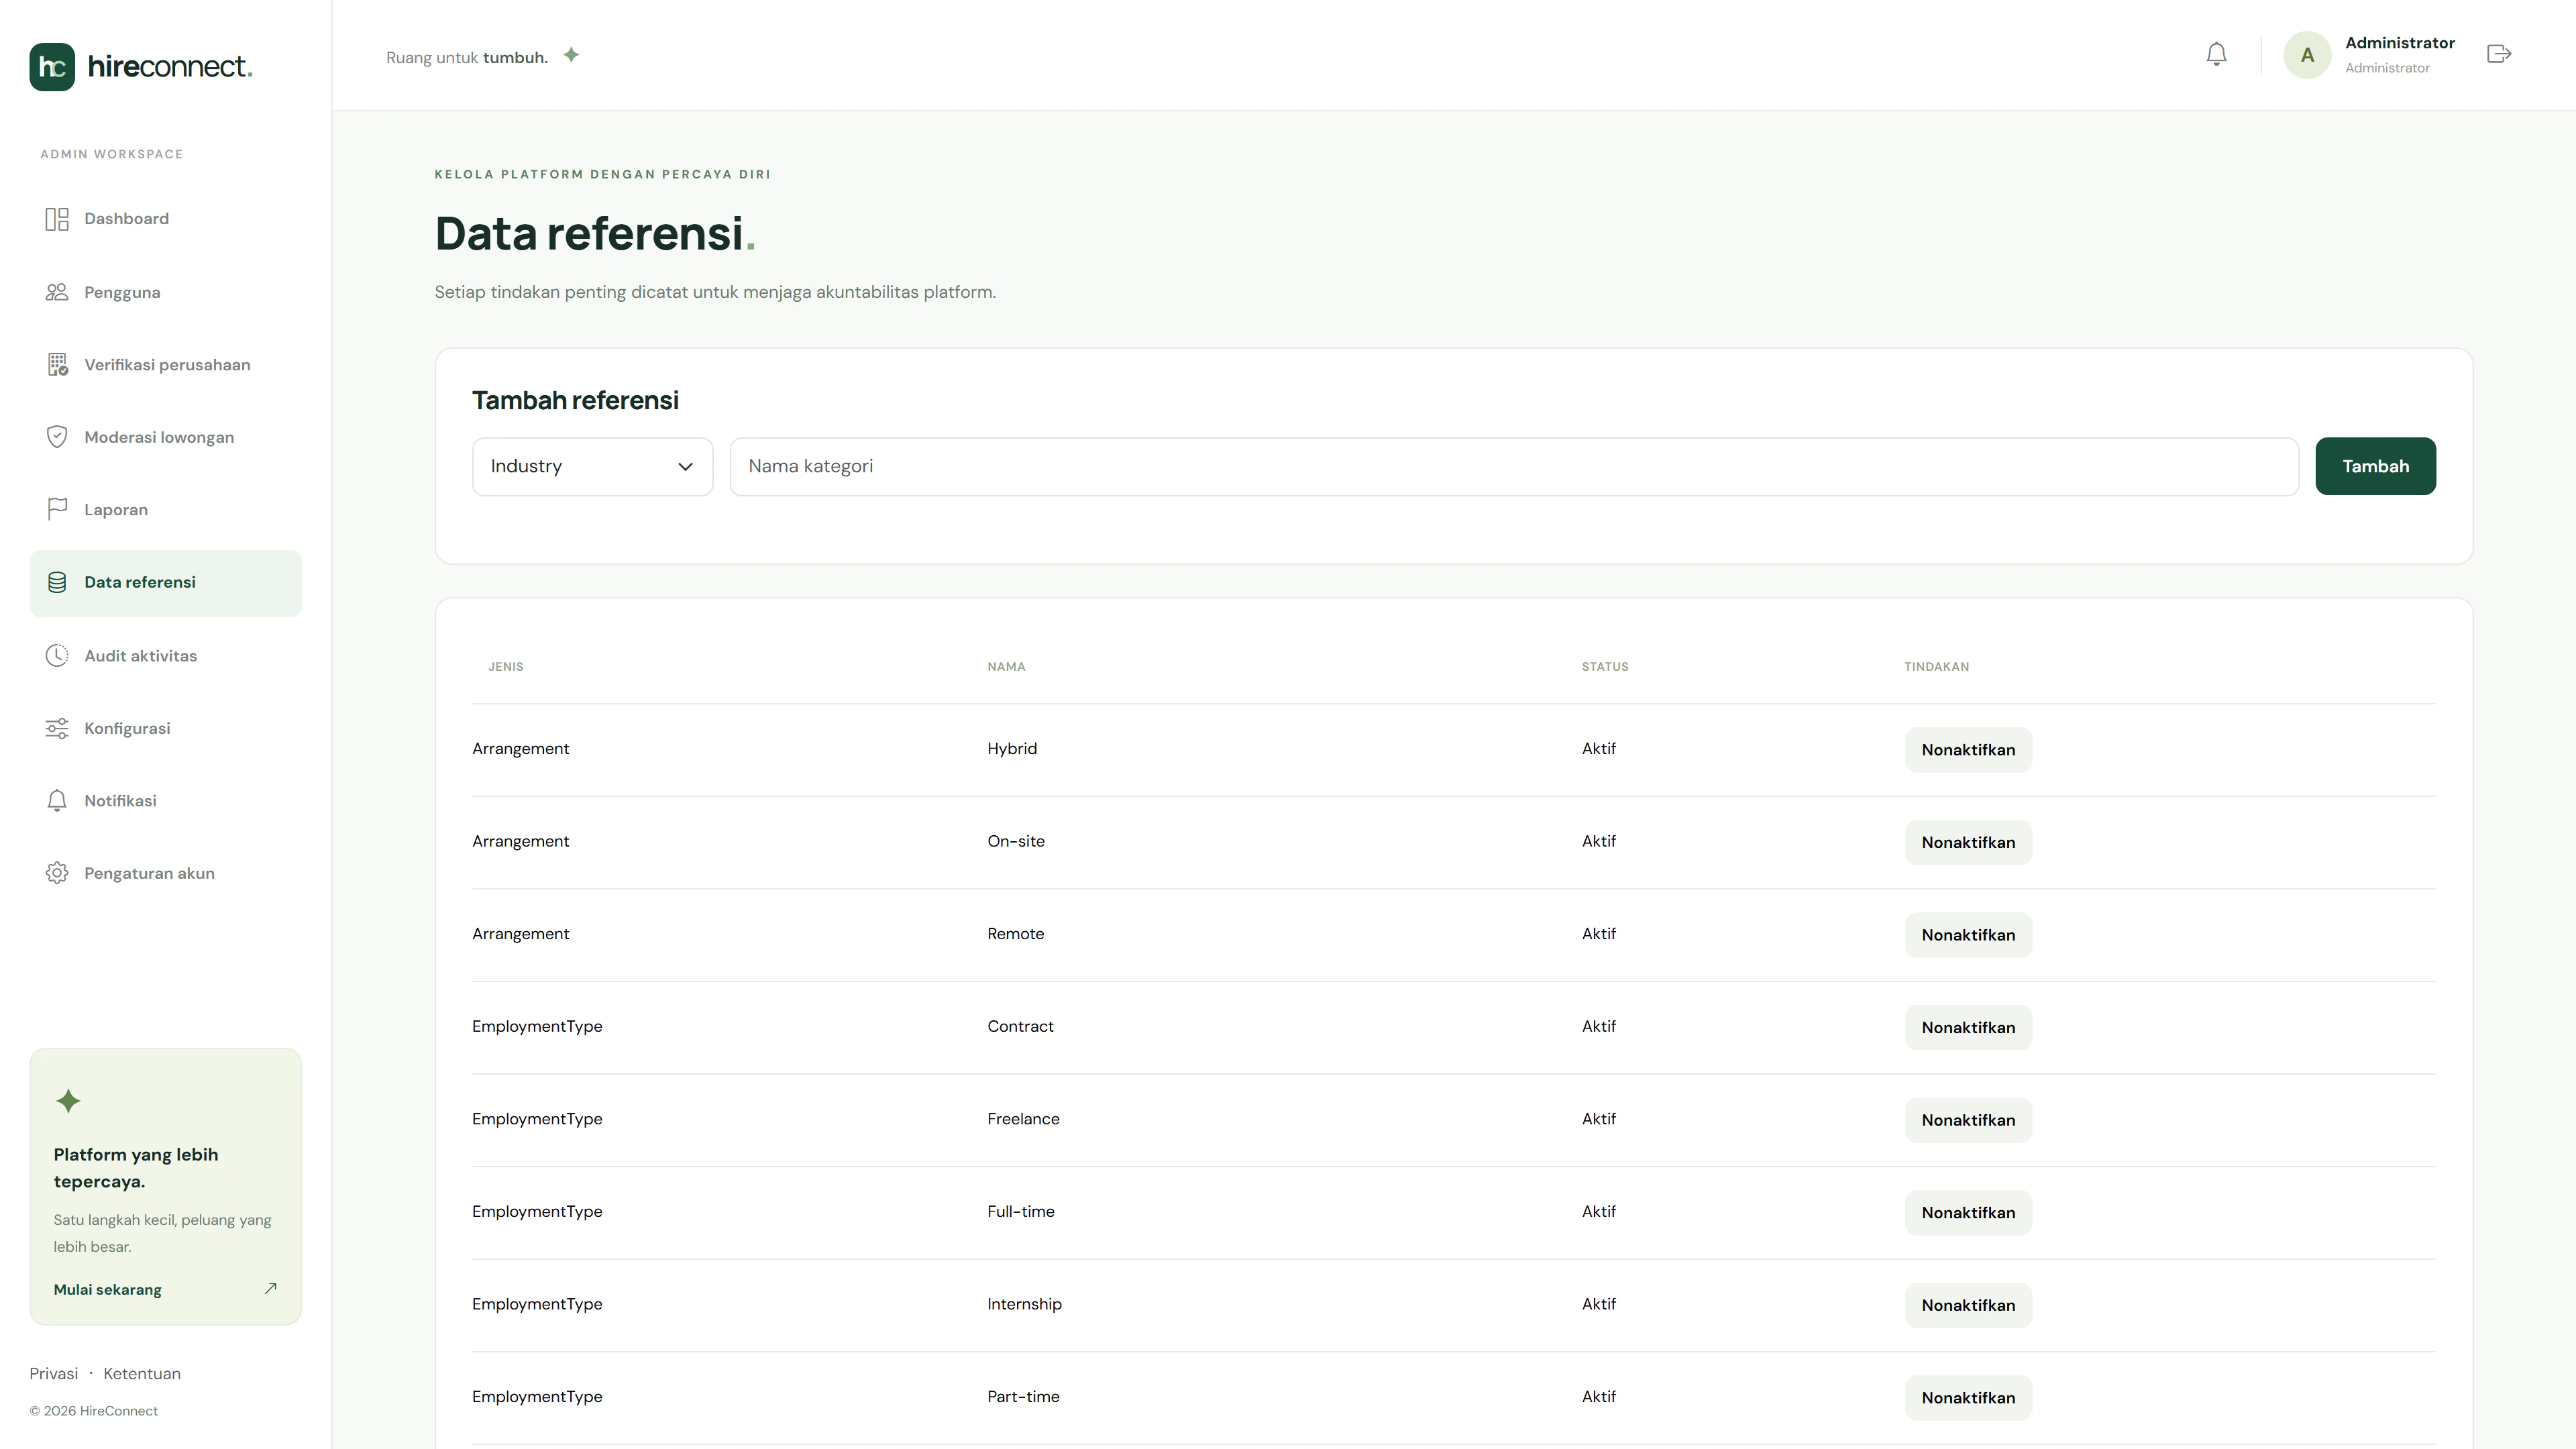 hc hireconnect.
ADMIN WORKSPACE
Dashboard
Pengguna
Verifikasi perusahaan
Moderasi lowongan
Laporan
Data referensi
Audit aktivitas
Konfigurasi
Notifikasi
Pengaturan akun
Platform yang lebih
tepercaya.
Satu langkah kecil, peluang yang
lebih besar.
Mulai sekarang
Privasi · Ketentuan
© 2026 HireConnect
Ruang untuk tumbuh.
A
Administrator
Administrator
KELOLA PLATFORM DENGAN PERCAYA DIRI
Data referensi.
Setiap tindakan penting dicatat untuk menjaga akuntabilitas platform.
Tambah referensi
Industry
Nama kategori
Tambah
JENIS NAMA STATUS TINDAKAN
Arrangement Hybrid Aktif Nonaktifkan
Arrangement On-site Aktif Nonaktifkan
Arrangement Remote Aktif Nonaktifkan
EmploymentType Contract Aktif Nonaktifkan
EmploymentType Freelance Aktif Nonaktifkan
EmploymentType Full-time Aktif Nonaktifkan
EmploymentType Internship Aktif Nonaktifkan
EmploymentType Part-time Aktif Nonaktifkan